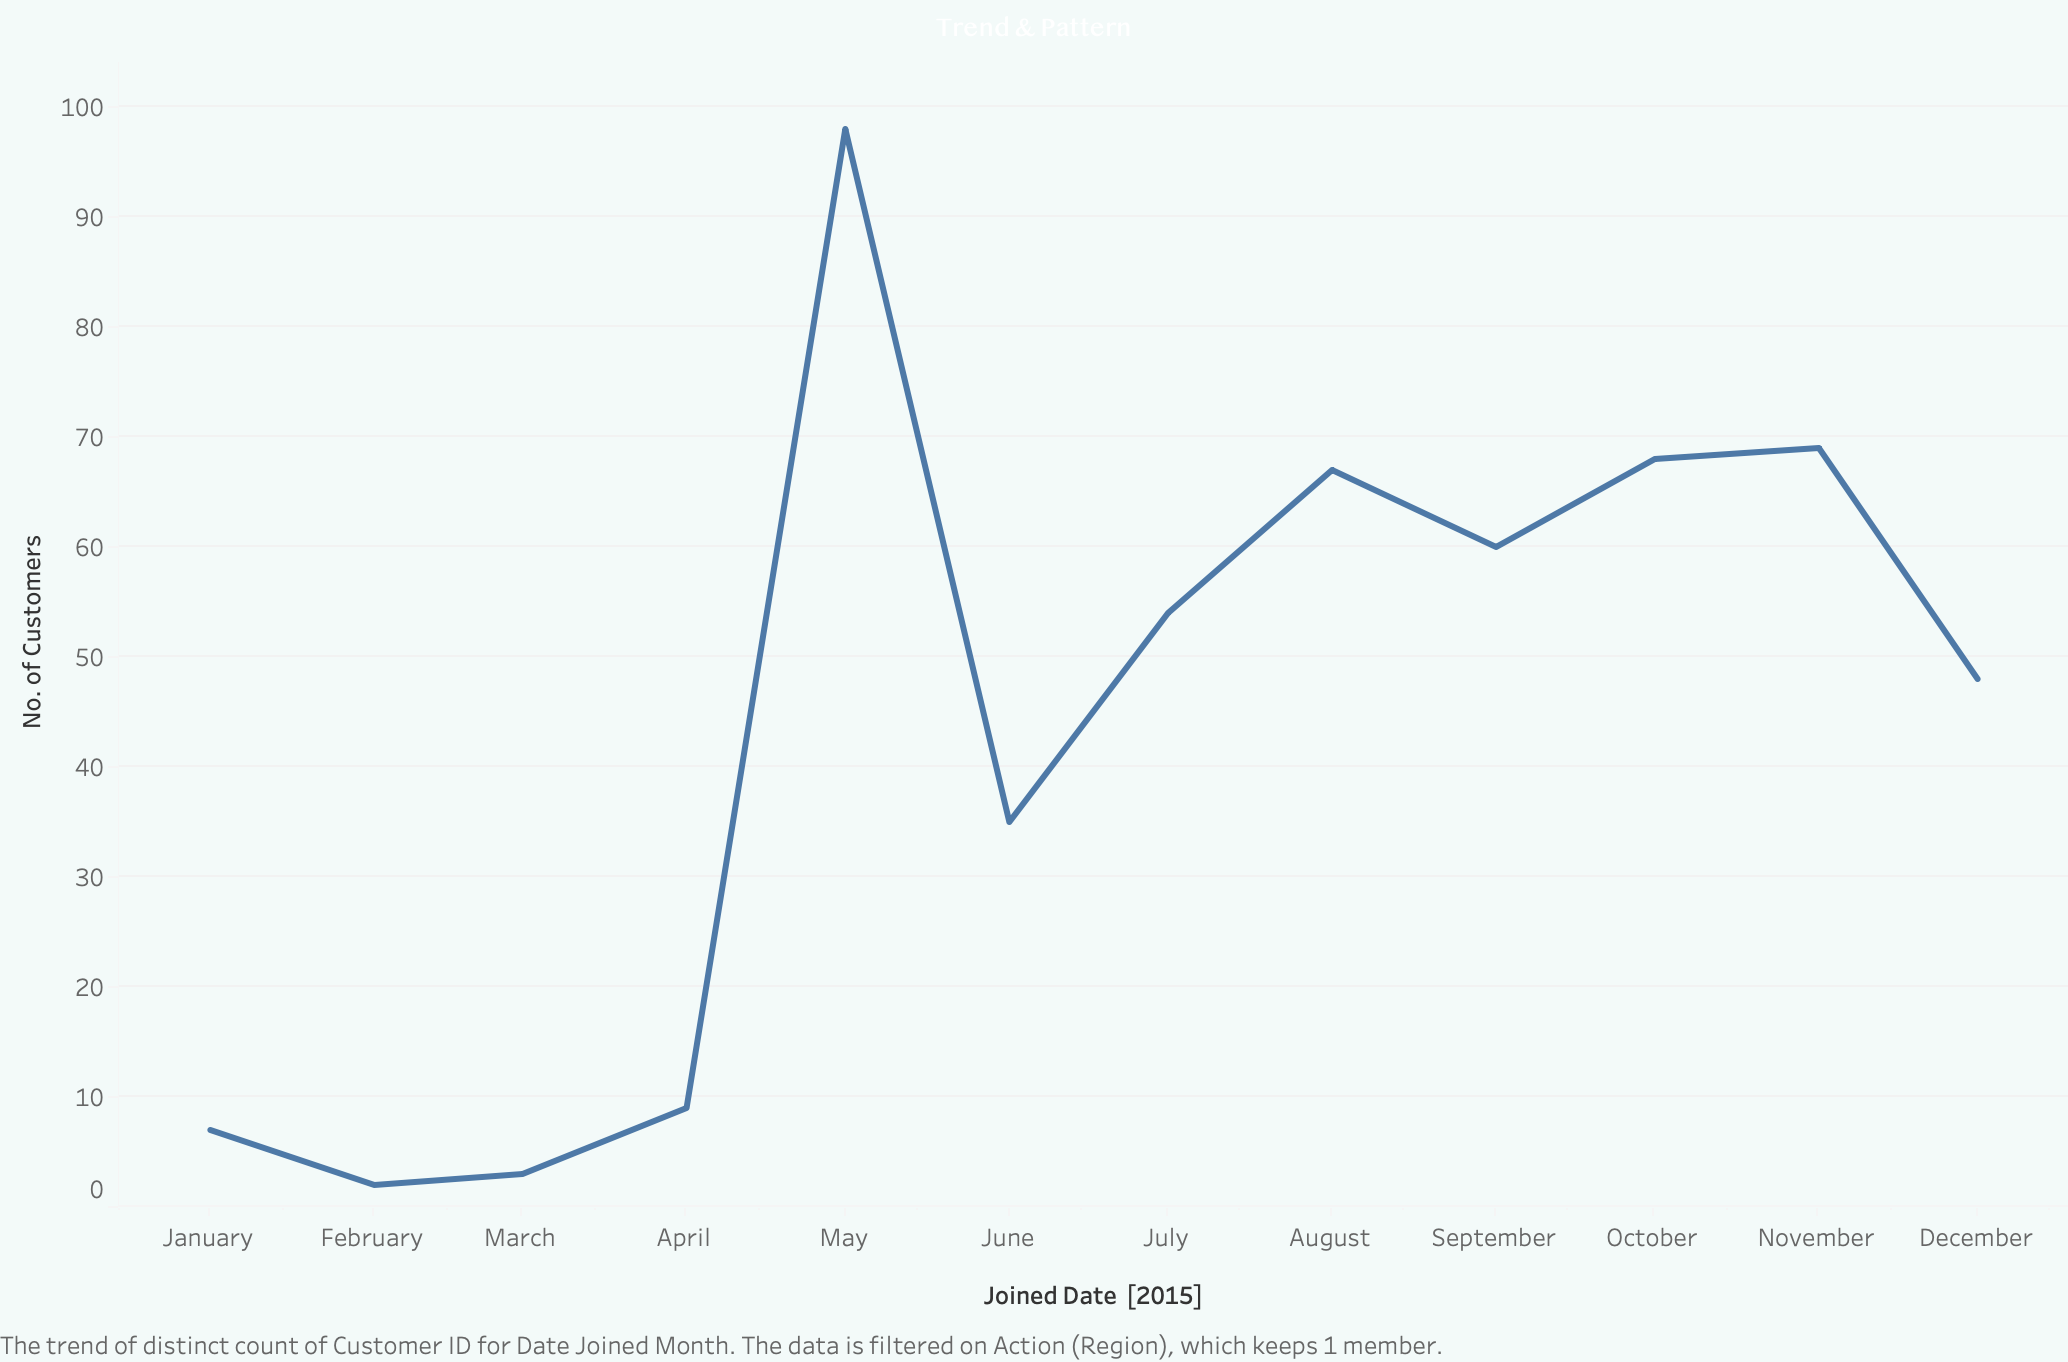 Trend & Pattern
100
90
80
70
60
50
40
30
20
10
0
No. of Customers
January February March April May June July August September October November December
Joined Date [2015]
The trend of distinct count of Customer ID for Date Joined Month. The data is filtered on Action (Region), which keeps 1 member.